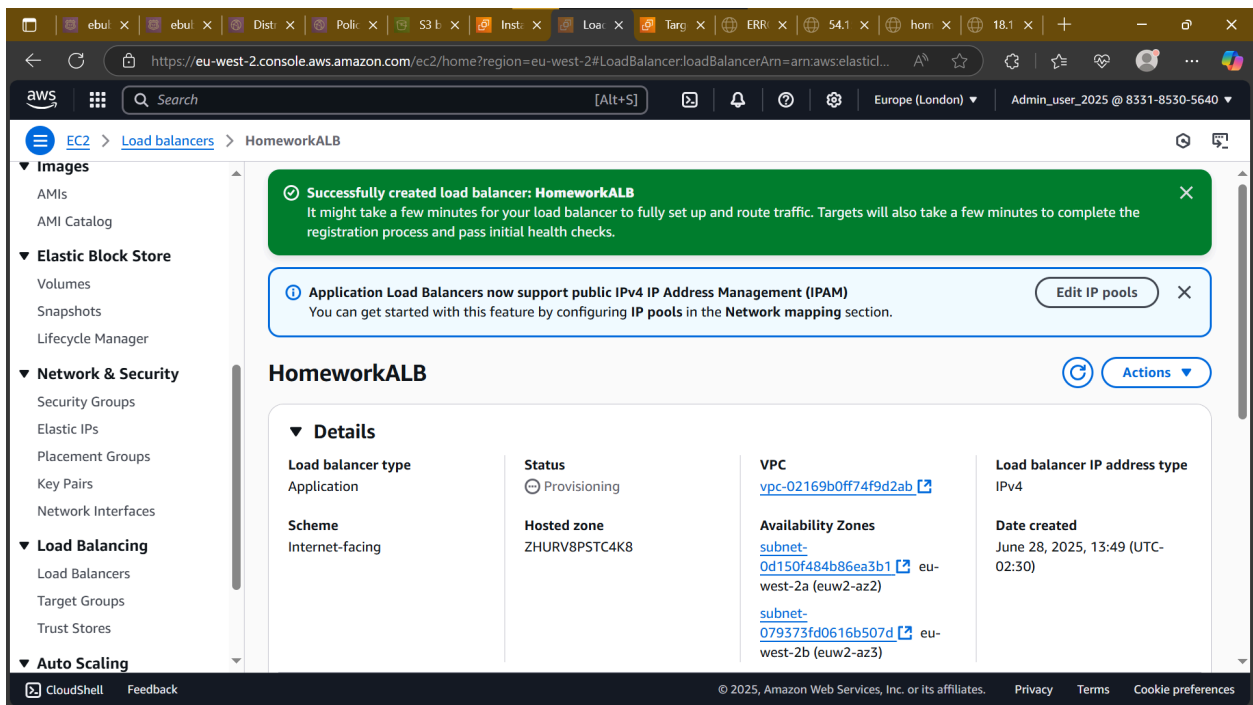 ebul
ebul
Distr
Polic
S3 b
Insta
Loac
Targ
ERR
54.1
hom
18.1
https://eu-west-2.console.aws.amazon.com/ec2/home?region=eu-west-2#LoadBalancer:loadBalancerArn=arn:aws:elasticl...
aws
Search
[Alt+S]
Europe (London)
Admin_user_2025 @ 8331-8530-5640
EC2 > Load balancers > HomeworkALB
Images
AMIs
AMI Catalog
Elastic Block Store
Volumes
Snapshots
Lifecycle Manager
Network & Security
Security Groups
Elastic IPs
Placement Groups
Key Pairs
Network Interfaces
Load Balancing
Load Balancers
Target Groups
Trust Stores
Auto Scaling
Successfully created load balancer: HomeworkALB
It might take a few minutes for your load balancer to fully set up and route traffic. Targets will also take a few minutes to complete the
registration process and pass initial health checks.
Application Load Balancers now support public IPv4 IP Address Management (IPAM)
You can get started with this feature by configuring IP pools in the Network mapping section.
Edit IP pools
HomeworkALB
Actions
Details
Load balancer type
Application
Status
Provisioning
VPC
vpc-02169b0ff74f9d2ab
Load balancer IP address type
IPv4
Scheme
Internet-facing
Hosted zone
ZHURV8PSTC4K8
Availability Zones
subnet-
0d150f484b86ea3b1 eu-
west-2a (euw2-az2)
subnet-
079373fd0616b507d eu-
west-2b (euw2-az3)
Date created
June 28, 2025, 13:49 (UTC-
02:30)
CloudShell
Feedback
© 2025, Amazon Web Services, Inc. or its affiliates.
Privacy
Terms
Cookie preferences